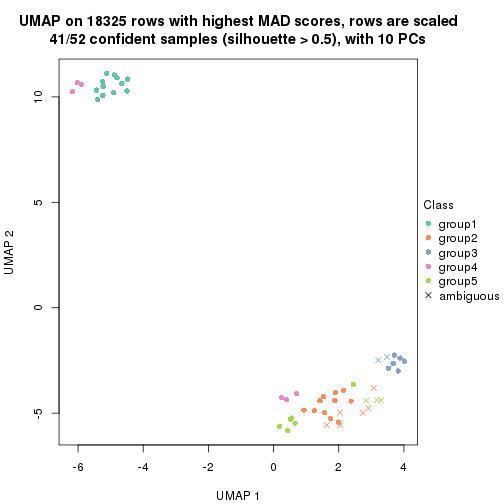 UMAP on 18325 rows with highest MAD scores, rows are scaled
41/52 confident samples (silhouette > 0.5), with 10 PCs
10
5
0
-5
UMAP 2
-6
-4
-2
0
2
4
UMAP 1
Class
group1
group2
group3
group4
group5
ambiguous